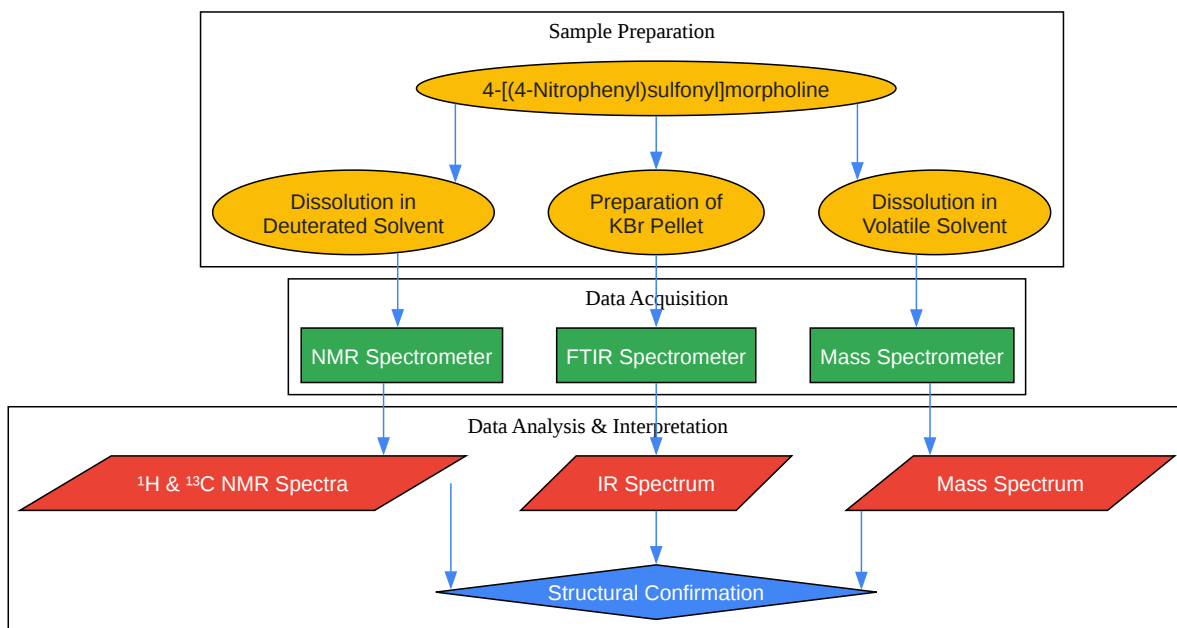 Sample Preparation
4-[(4-Nitrophenyl)sulfonyl]morpholine
Dissolution in
Deuterated Solvent
Preparation of
KBr Pellet
Dissolution in
Volatile Solvent
Data Acquisition
NMR Spectrometer
FTIR Spectrometer
Mass Spectrometer
Data Analysis & Interpretation
¹H & ¹³C NMR Spectra
IR Spectrum
Mass Spectrum
Structural Confirmation